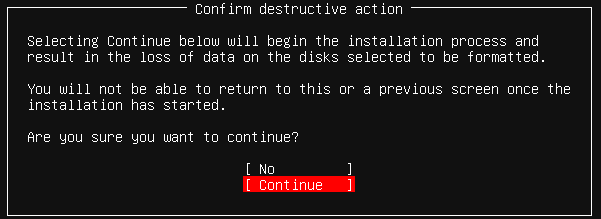 Confirm destructive action
Selecting Continue below will begin the installation process and
result in the loss of data on the disks selected to be formatted.
You will not be able to return to this or a previous screen once the
installation has started.
Are you sure you want to continue?
[ No ]
[ Continue ]